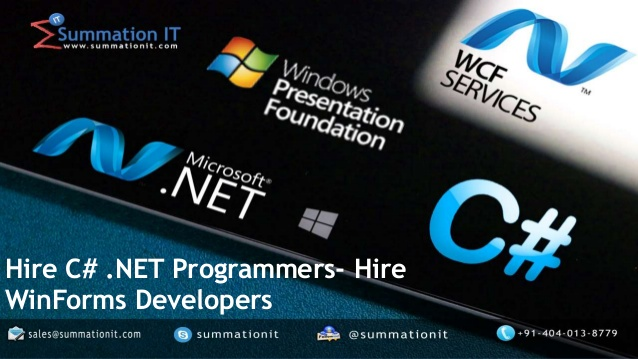 IT
Summation IT
www.summationit.com
Windows
Presentation
Foundation
WCF
SERVICES
TM
Microsoft®
.NET
C#
Hire C# .NET Programmers- Hire
WinForms Developers
sales@summationit.com
summationit
@summationit
+91-404-013-8779